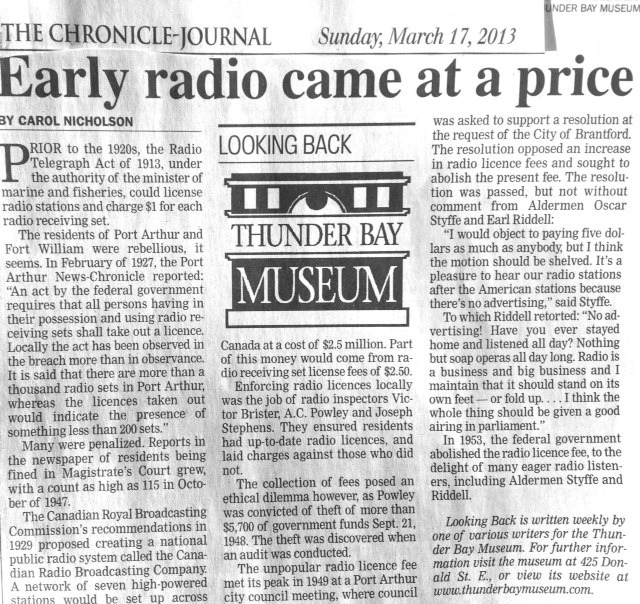 UNDER BAY MUSEUM
THE CHRONICLE-JOURNAL
Sunday, March 17, 2013
Early radio came at a price
BY CAROL NICHOLSON
PRIOR to the 1920s, the Radio
Telegraph Act of 1913, under
the authority of the minister of
marine and fisheries, could license
radio stations and charge $1 for each
radio receiving set.
The residents of Port Arthur and
Fort William were rebellious, it
seems. In February of 1927, the Port
Arthur News-Chronicle reported:
"An act by the federal government
requires that all persons having in
their possession and using radio re-
ceiving sets shall take out a licence.
Locally the act has been observed in
the breach more than in observance.
It is said that there are more than a
thousand radio sets in Port Arthur,
whereas the licences taken out
would indicate the presence of
something less than 200 sets."
Many were penalized. Reports in
the newspaper of residents being
fined in Magistrate's Court grew,
with a count as high as 115 in Octo-
ber of 1947.
The Canadian Royal Broadcasting
Commission's recommendations in
1929 proposed creating a national
public radio system called the Cana-
dian Radio Broadcasting Company.
A network of seven high-powered
stations would be set up across
LOOKING BACK
THUNDER BAY
MUSEUM
Canada at a cost of $2.5 million. Part
of this money would come from ra-
dio receiving set license fees of $2.50.
Enforcing radio licences locally
was the job of radio inspectors Vic-
tor Brister, A.C. Powley and Joseph
Stephens. They ensured residents
had up-to-date radio licences, and
laid charges against those who did
not.
The collection of fees posed an
ethical dilemma however, as Powley
was convicted of theft of more than
$5,700 of government funds Sept. 21,
1948. The theft was discovered when
an audit was conducted.
The unpopular radio licence fee
met its peak in 1949 at a Port Arthur
city council meeting, where council
was asked to support a resolution at
the request of the City of Brantford.
The resolution opposed an increase
in radio licence fees and sought to
abolish the present fee. The resolu-
tion was passed, but not without
comment from Aldermen Oscar
Styffe and Earl Riddell:
"I would object to paying five dol-
lars as much as anybody, but I think
the motion should be shelved. It's a
pleasure to hear our radio stations
after the American stations because
there's no advertising," said Styffe.
To which Riddell retorted: "No ad-
vertising! Have you ever stayed
home and listened all day? Nothing
but soap operas all day long. Radio is
a business and big business and I
maintain that it should stand on its
own feet — or fold up. . . . I think the
whole thing should be given a good
airing in parliament."
In 1953, the federal government
abolished the radio licence fee, to the
delight of many eager radio listen-
ers, including Aldermen Styffe and
Riddell.
Looking Back is written weekly by
one of various writers for the Thun-
der Bay Museum. For further infor-
mation visit the museum at 425 Don-
ald St. E., or view its website at
www.thunderbaymuseum.com.